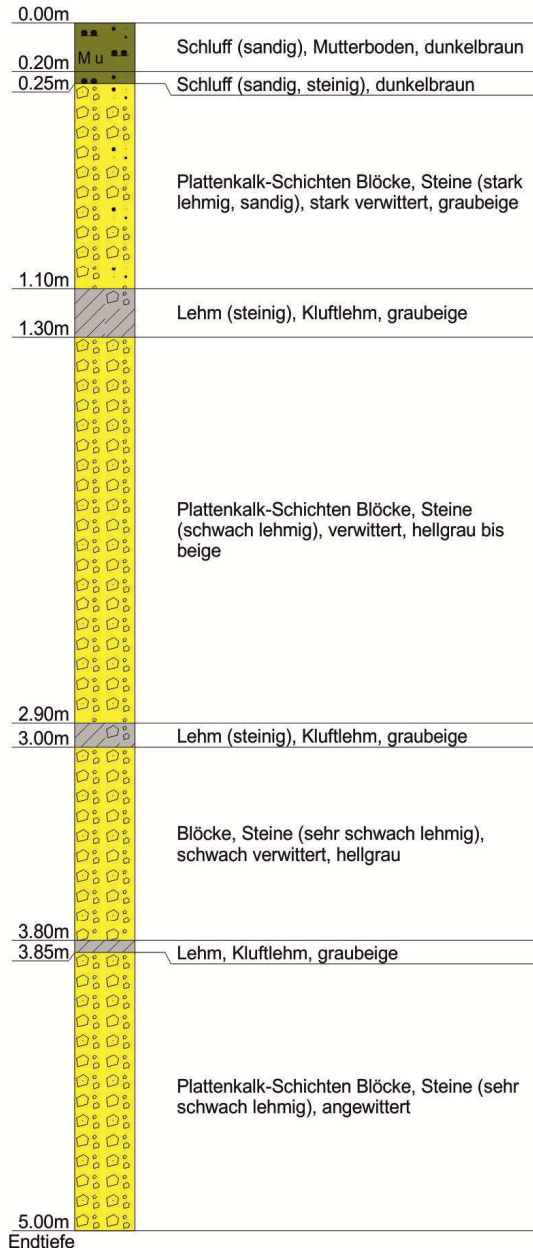 0.00m
Schluff (sandig), Mutterboden, dunkelbraun
Mu
0.20m
0.25m
Schluff (sandig, steinig), dunkelbraun
Plattenkalk-Schichten Blöcke, Steine (stark
lehmig, sandig), stark verwittert, graubeige
1.10m
Lehm (steinig), Kluftlehm, graubeige
1.30m
Plattenkalk-Schichten Blöcke, Steine
(schwach lehmig), verwittert, hellgrau bis
beige
2.90m
3.00m
Lehm (steinig), Kluftlehm, graubeige
Blöcke, Steine (sehr schwach lehmig),
schwach verwittert, hellgrau
3.80m
3.85m
Lehm, Kluftlehm, graubeige
Plattenkalk-Schichten Blöcke, Steine (sehr
schwach lehmig), angewittert
5.00m
Endtiefe